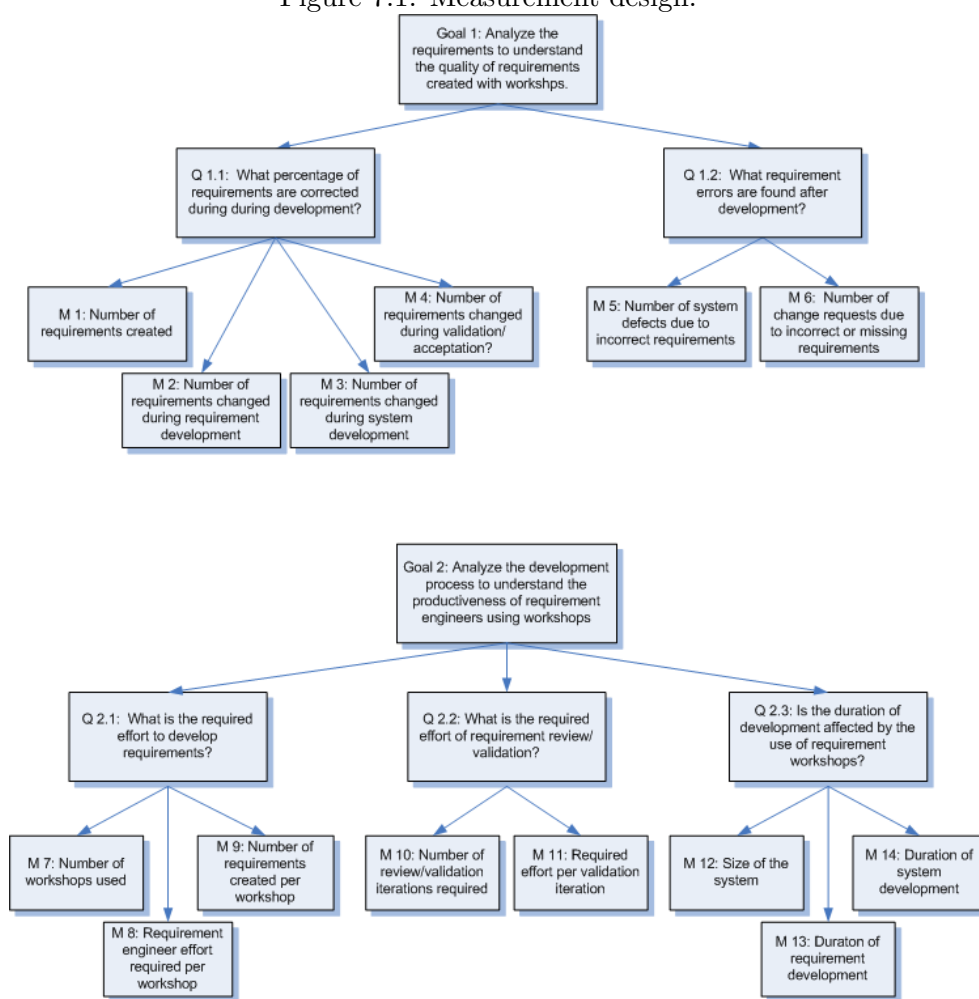 Figure 7.1: Measurement design.
Goal 1: Analyze the
requirements to understand
the quality of requirements
created with workshps.
Q 1.1:  What percentage of
requirements are corrected
during during development?
Q 1.2:  What requirement
errors are found after
development?
M 1: Number of
requirements created
M 2: Number of
requirements changed
during requirement
development
M 3: Number of
requirements changed
during system
development
M 4: Number of
requirements changed
during validation/
acceptation?
M 5: Number of system
defects due to
incorrect requirements
M 6:  Number of
change requests due
to incorrect or missing
requirements
Goal 2: Analyze the development
process to understand the
productiveness of requirement
engineers using workshops
Q 2.1:  What is the required
effort to develop
requirements?
Q 2.2: What is the required
effort of requirement review/
validation?
Q 2.3: Is the duration of
development affected by the
use of requirement
workshops?
M 7: Number of
workshops used
M 8: Requirement
engineer effort
required per
workshop
M 9: Number of
requirements
created per
workshop
M 10: Number of
review/validation
iterations required
M 11: Required
effort per validation
iteration
M 12: Size of the
system
M 13: Duraton of
requirement
development
M 14: Duration of
system
development